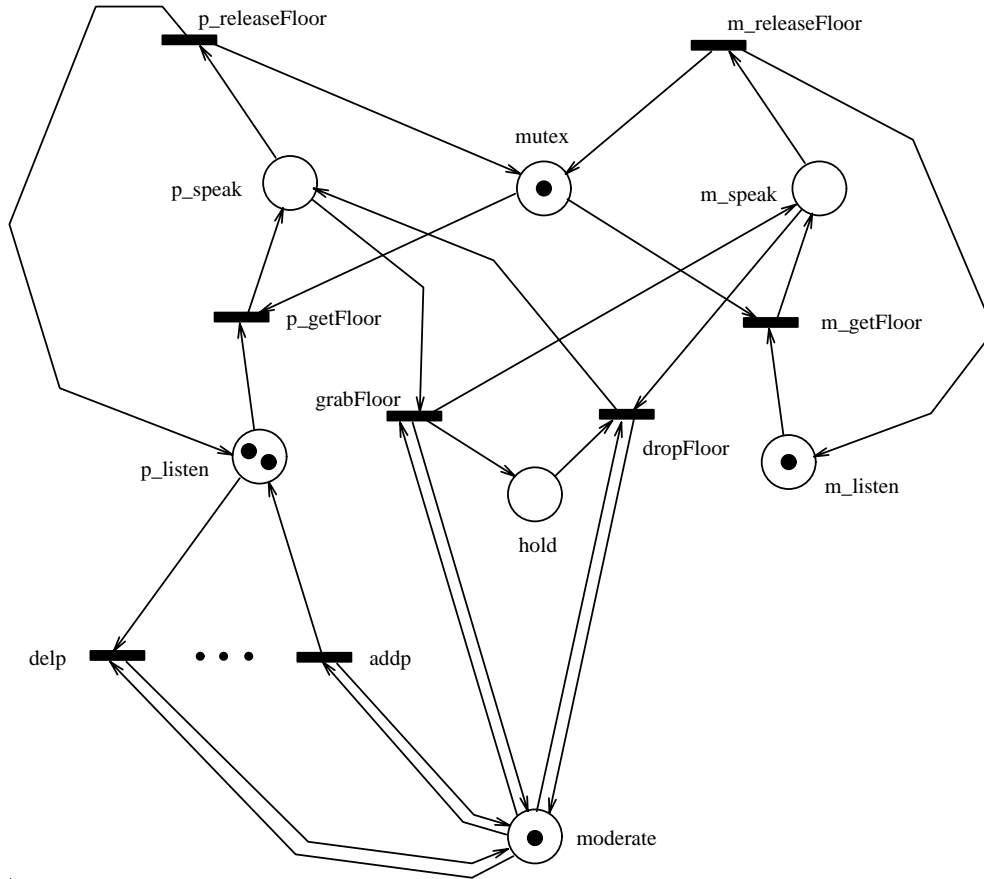 p_releaseFloor
m_releaseFloor
mutex
p_speak
m_speak
p_getFloor
m_getFloor
grabFloor
dropFloor
p_listen
m_listen
hold
delp
addp
moderate